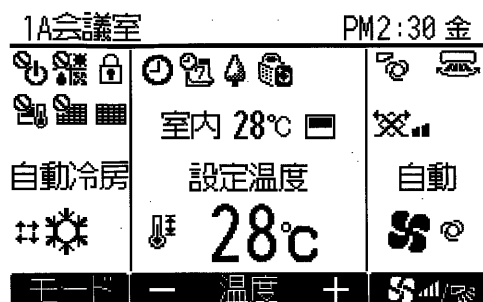 1A会議室 PM2:30 金
室内 28℃
自動冷房 設定温度 自動
28℃
モード － 温度 ＋